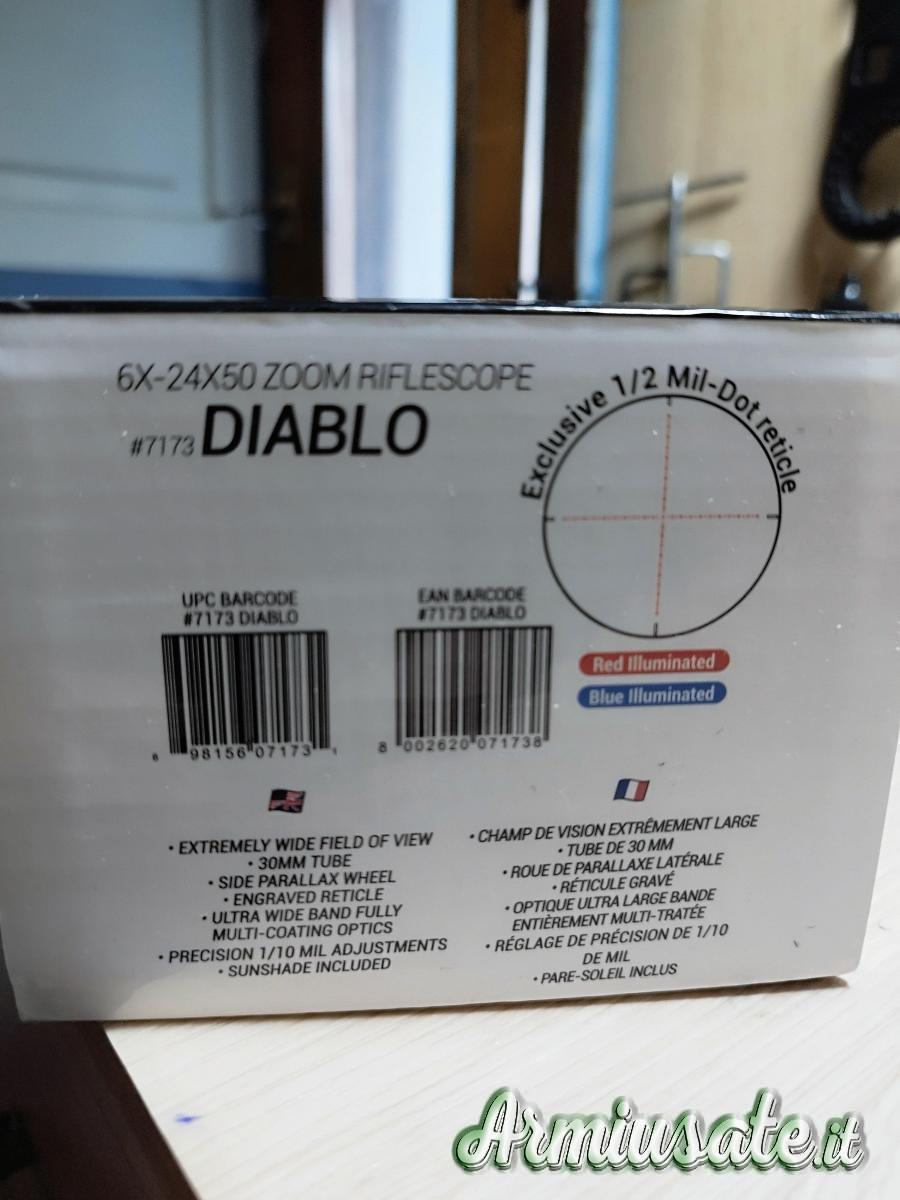 6X-24X50 ZOOM RIFLESCOPE
#7173 DIABLO
Exclusive 1/2 Mil-Dot reticle
UPC BARCODE
#7173 DIABLO
6 98156 07173 1
EAN BARCODE
#7173 DIABLO
8 002620 071738
Red Illuminated
Blue Illuminated
• EXTREMELY WIDE FIELD OF VIEW
• 30MM TUBE
• SIDE PARALLAX WHEEL
• ENGRAVED RETICLE
• ULTRA WIDE BAND FULLY
MULTI-COATING OPTICS
• PRECISION 1/10 MIL ADJUSTMENTS
• SUNSHADE INCLUDED
• CHAMP DE VISION EXTRÊMEMENT LARGE
• TUBE DE 30 MM
• ROUE DE PARALLAXE LATÉRALE
• RÉTICULE GRAVÉ
• OPTIQUE ULTRA LARGE BANDE
ENTIÈREMENT MULTI-TRATÉE
• RÉGLAGE DE PRÉCISION DE 1/10
DE MIL
• PARE-SOLEIL INCLUS
Armiusate.it